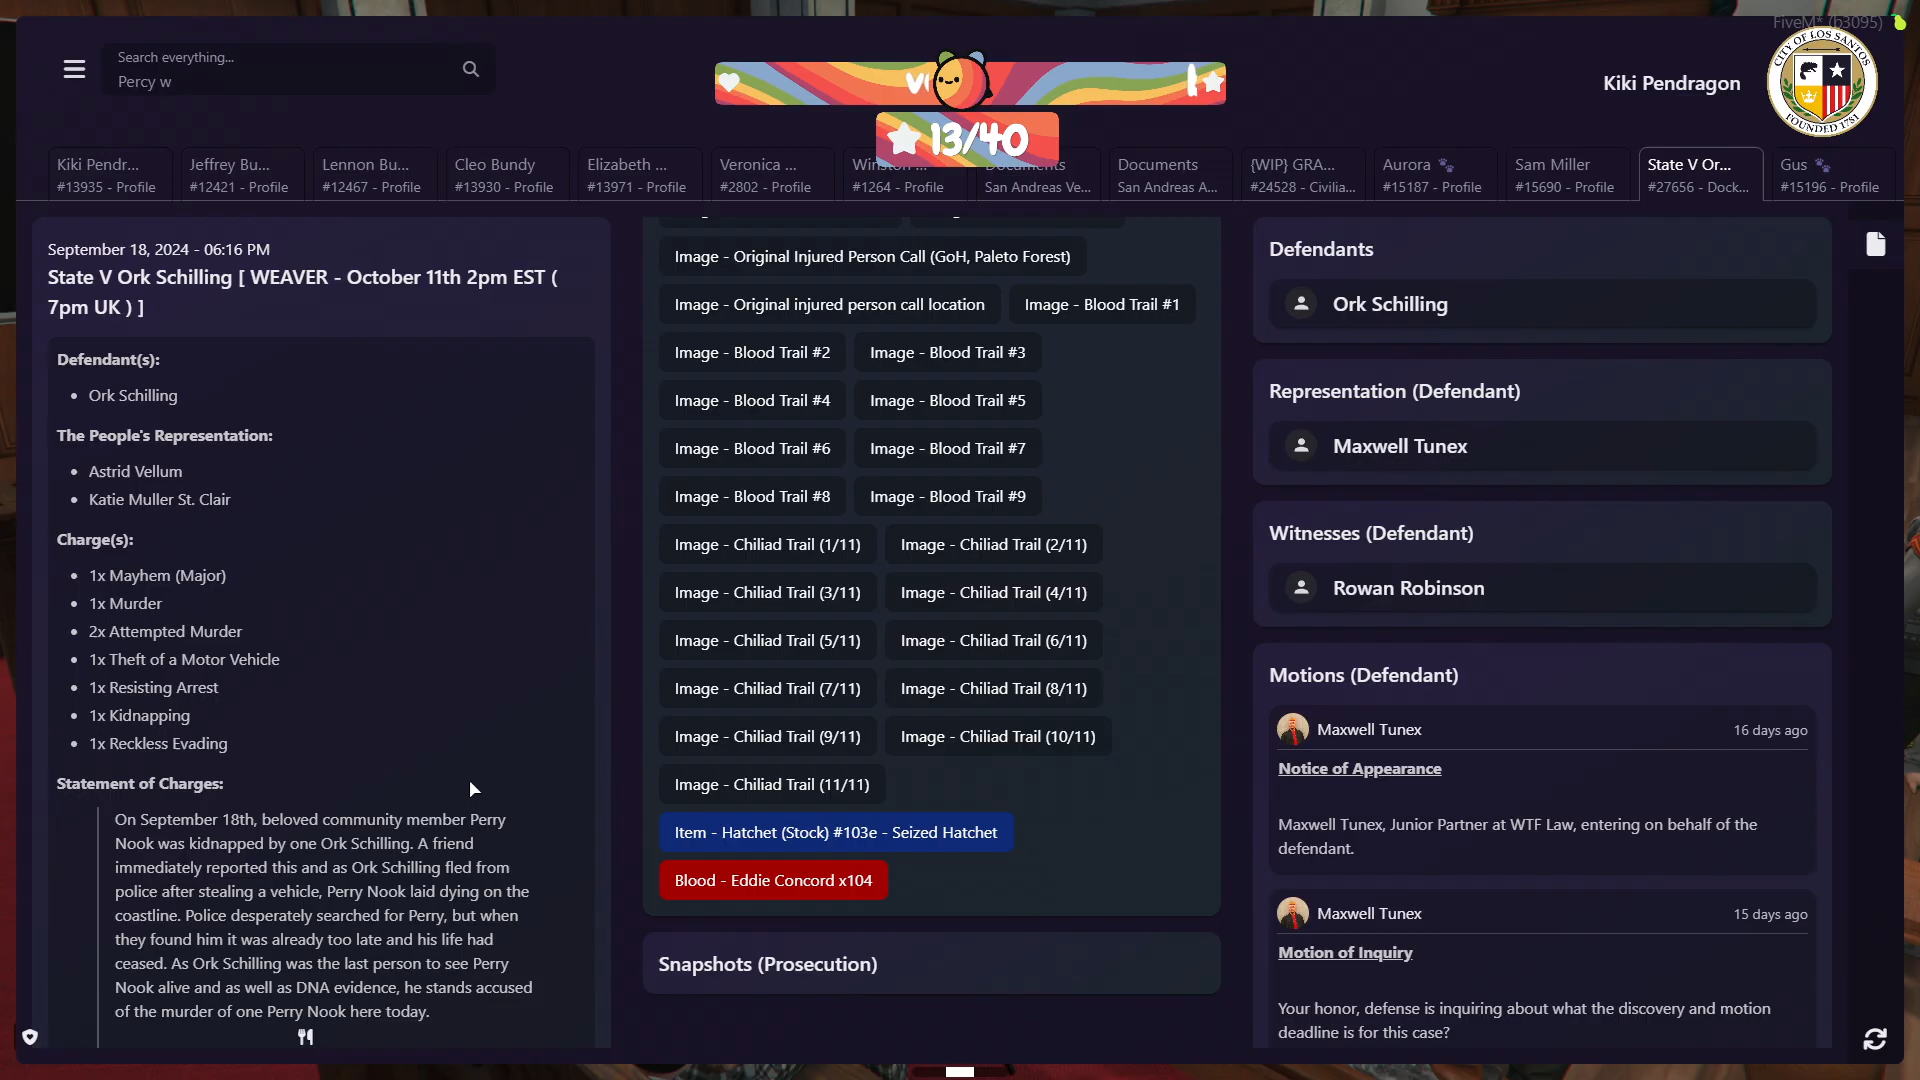 FiveM* (b3095)
Search everything...
Percy w
13/40
Kiki Pendragon
CITY OF LOS SANTOS
FOUNDED 1781
Kiki Pendr...
#13935 - Profile
Jeffrey Bu...
#12421 - Profile
Lennon Bu...
#12467 - Profile
Cleo Bundy
#13930 - Profile
Elizabeth ...
#13971 - Profile
Veronica ...
#2802 - Profile
#1264 - Profile
San Andreas Ve...
Documents
San Andreas A...
{WIP} GRA...
#24528 - Civilia...
Aurora
#15187 - Profile
Sam Miller
#15690 - Profile
State V Or...
#27656 - Dock...
Gus
#15196 - Profile
September 18, 2024 - 06:16 PM
State V Ork Schilling [ WEAVER - October 11th 2pm EST (
7pm UK ) ]
Defendant(s):
Ork Schilling
The People's Representation:
Astrid Vellum
Katie Muller St. Clair
Charge(s):
1x Mayhem (Major)
1x Murder
2x Attempted Murder
1x Theft of a Motor Vehicle
1x Resisting Arrest
1x Kidnapping
1x Reckless Evading
Statement of Charges:
On September 18th, beloved community member Perry
Nook was kidnapped by one Ork Schilling. A friend
immediately reported this and as Ork Schilling fled from
police after stealing a vehicle, Perry Nook laid dying on the
coastline. Police desperately searched for Perry, but when
they found him it was already too late and his life had
ceased. As Ork Schilling was the last person to see Perry
Nook alive and as well as DNA evidence, he stands accused
of the murder of one Perry Nook here today.
Image - Original Injured Person Call (GoH, Paleto Forest)
Image - Original injured person call location
Image - Blood Trail #1
Image - Blood Trail #2
Image - Blood Trail #3
Image - Blood Trail #4
Image - Blood Trail #5
Image - Blood Trail #6
Image - Blood Trail #7
Image - Blood Trail #8
Image - Blood Trail #9
Image - Chiliad Trail (1/11)
Image - Chiliad Trail (2/11)
Image - Chiliad Trail (3/11)
Image - Chiliad Trail (4/11)
Image - Chiliad Trail (5/11)
Image - Chiliad Trail (6/11)
Image - Chiliad Trail (7/11)
Image - Chiliad Trail (8/11)
Image - Chiliad Trail (9/11)
Image - Chiliad Trail (10/11)
Image - Chiliad Trail (11/11)
Item - Hatchet (Stock) #103e - Seized Hatchet
Blood - Eddie Concord x104
Snapshots (Prosecution)
Defendants
Ork Schilling
Representation (Defendant)
Maxwell Tunex
Witnesses (Defendant)
Rowan Robinson
Motions (Defendant)
Maxwell Tunex
16 days ago
Notice of Appearance
Maxwell Tunex, Junior Partner at WTF Law, entering on behalf of the
defendant.
Maxwell Tunex
15 days ago
Motion of Inquiry
Your honor, defense is inquiring about what the discovery and motion
deadline is for this case?